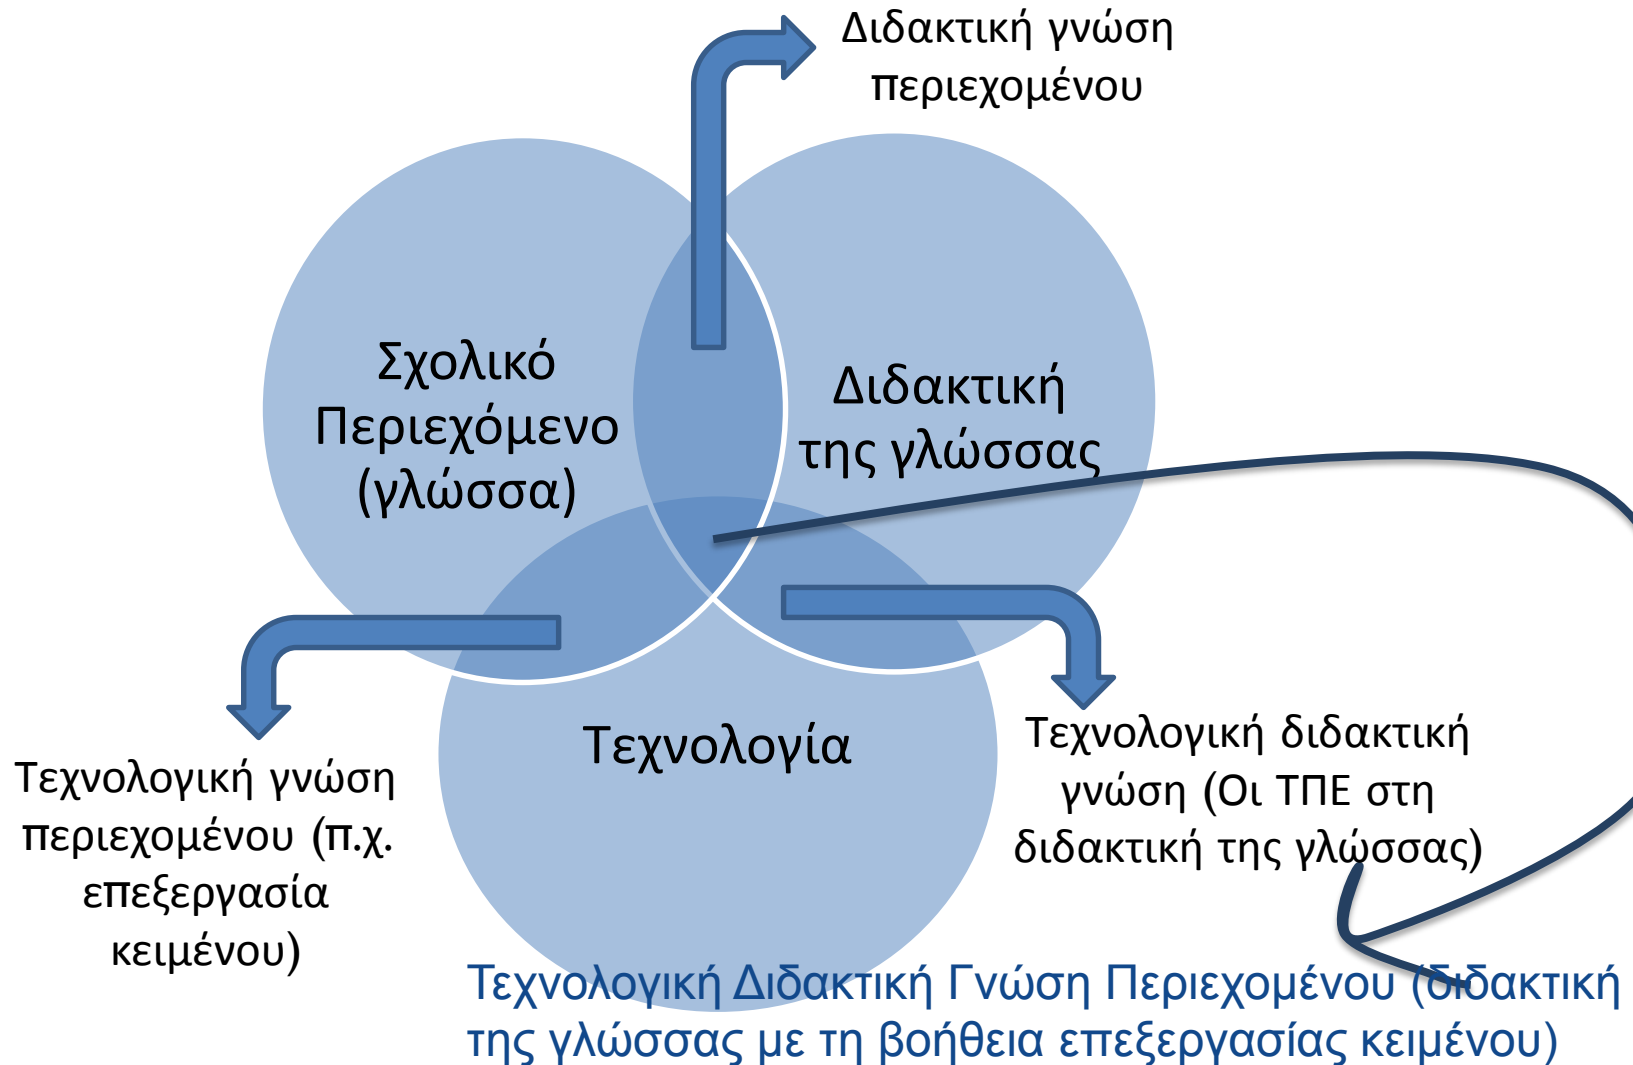 Διδακτική γνώση
περιεχομένου
Σχολικό
Περιεχόμενο
(γλώσσα)
Διδακτική
της γλώσσας
Τεχνολογία
Τεχνολογική γνώση
περιεχομένου (π.χ.
επεξεργασία
κειμένου)
Τεχνολογική διδακτική
γνώση (Οι ΤΠΕ στη
διδακτική της γλώσσας)
Τεχνολογική Διδακτική Γνώση Περιεχομένου (διδακτική
της γλώσσας με τη βοήθεια επεξεργασίας κειμένου)